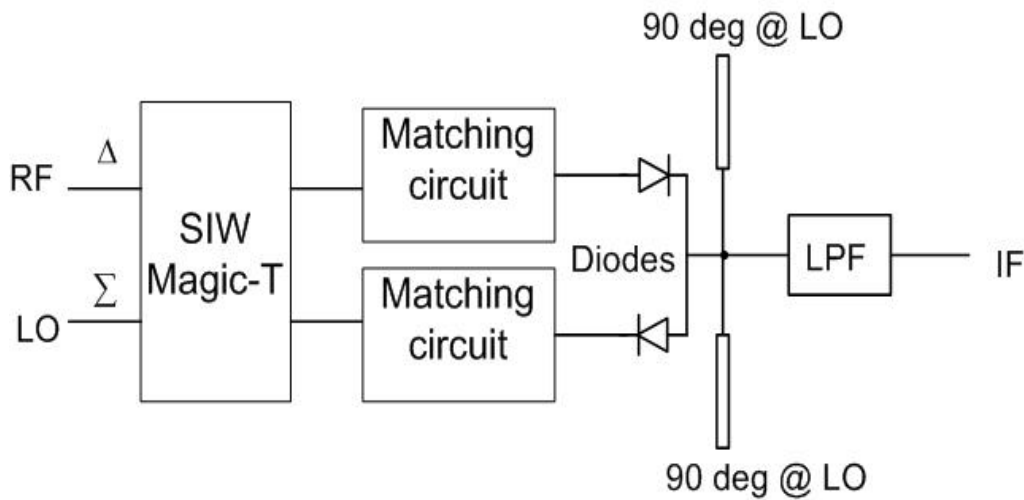 90 deg @ LO
Δ
RF
Matching
circuit
SIW
Magic-T
Diodes
LPF
IF
∑
LO
Matching
circuit
90 deg @ LO